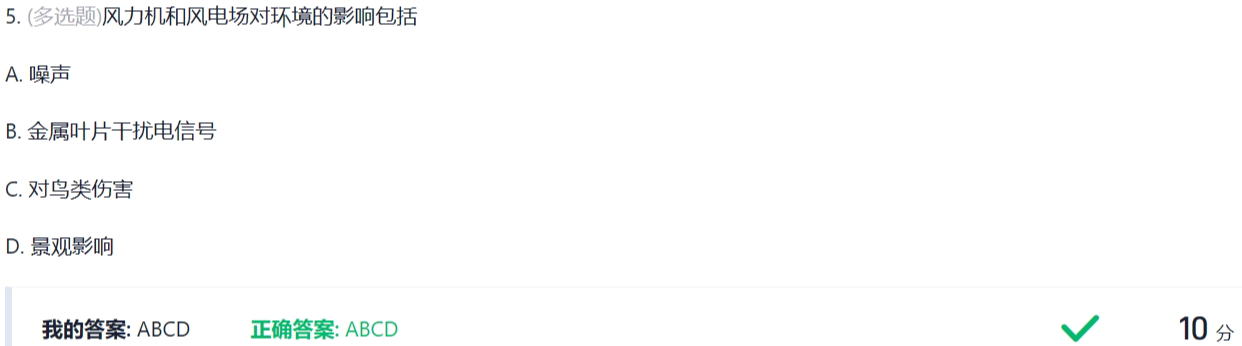 5. (多选题)风力机和风电场对环境的影响包括
A. 噪声
B. 金属叶片干扰电信号
C. 对鸟类伤害
D. 景观影响
我的答案: ABCD 正确答案: ABCD 10 分